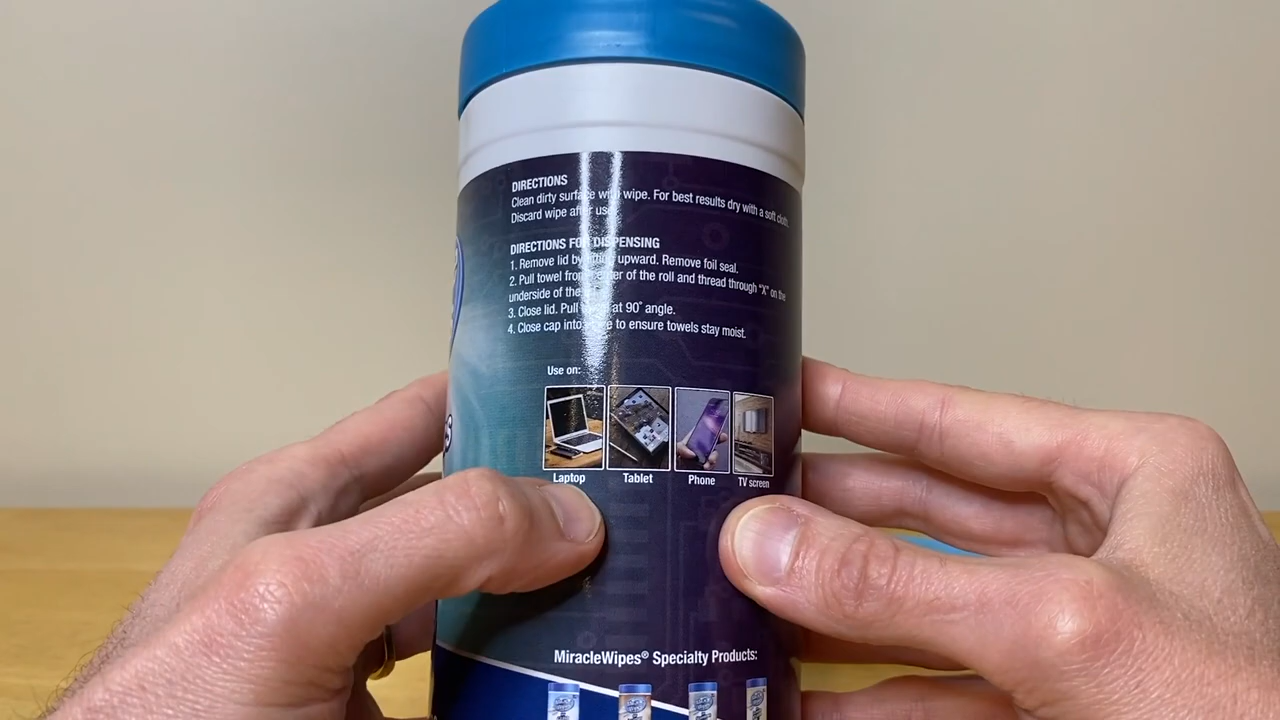 DIRECTIONS
Clean dirty surface with wipe. For best results dry with a soft cloth.
Discard wipe after use.
DIRECTIONS FOR DISPENSING
1. Remove lid by upward. Remove foil seal.
2. Pull towel from center of the roll and thread through "X" on the
underside of the
3. Close lid. Pull at 90° angle.
4. Close cap into to ensure towels stay moist.
Use on:
Laptop Tablet Phone TV screen
MiracleWipes® Specialty Products: